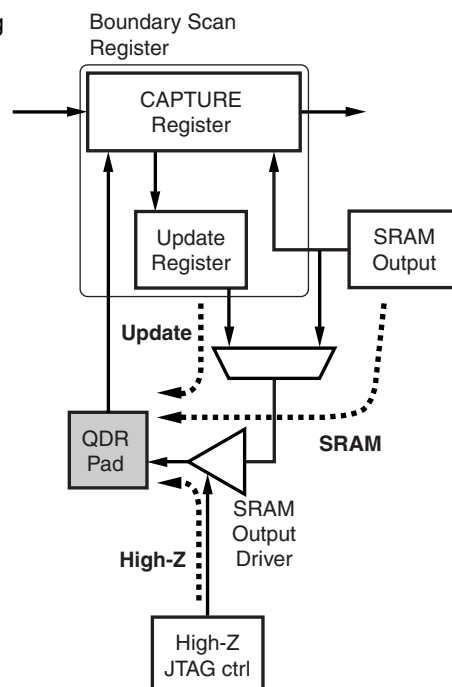 g
Boundary Scan
Register
CAPTURE
Register
Update
Register
SRAM
Output
Update
QDR
Pad
SRAM
SRAM
Output
Driver
High-Z
High-Z
JTAG ctrl